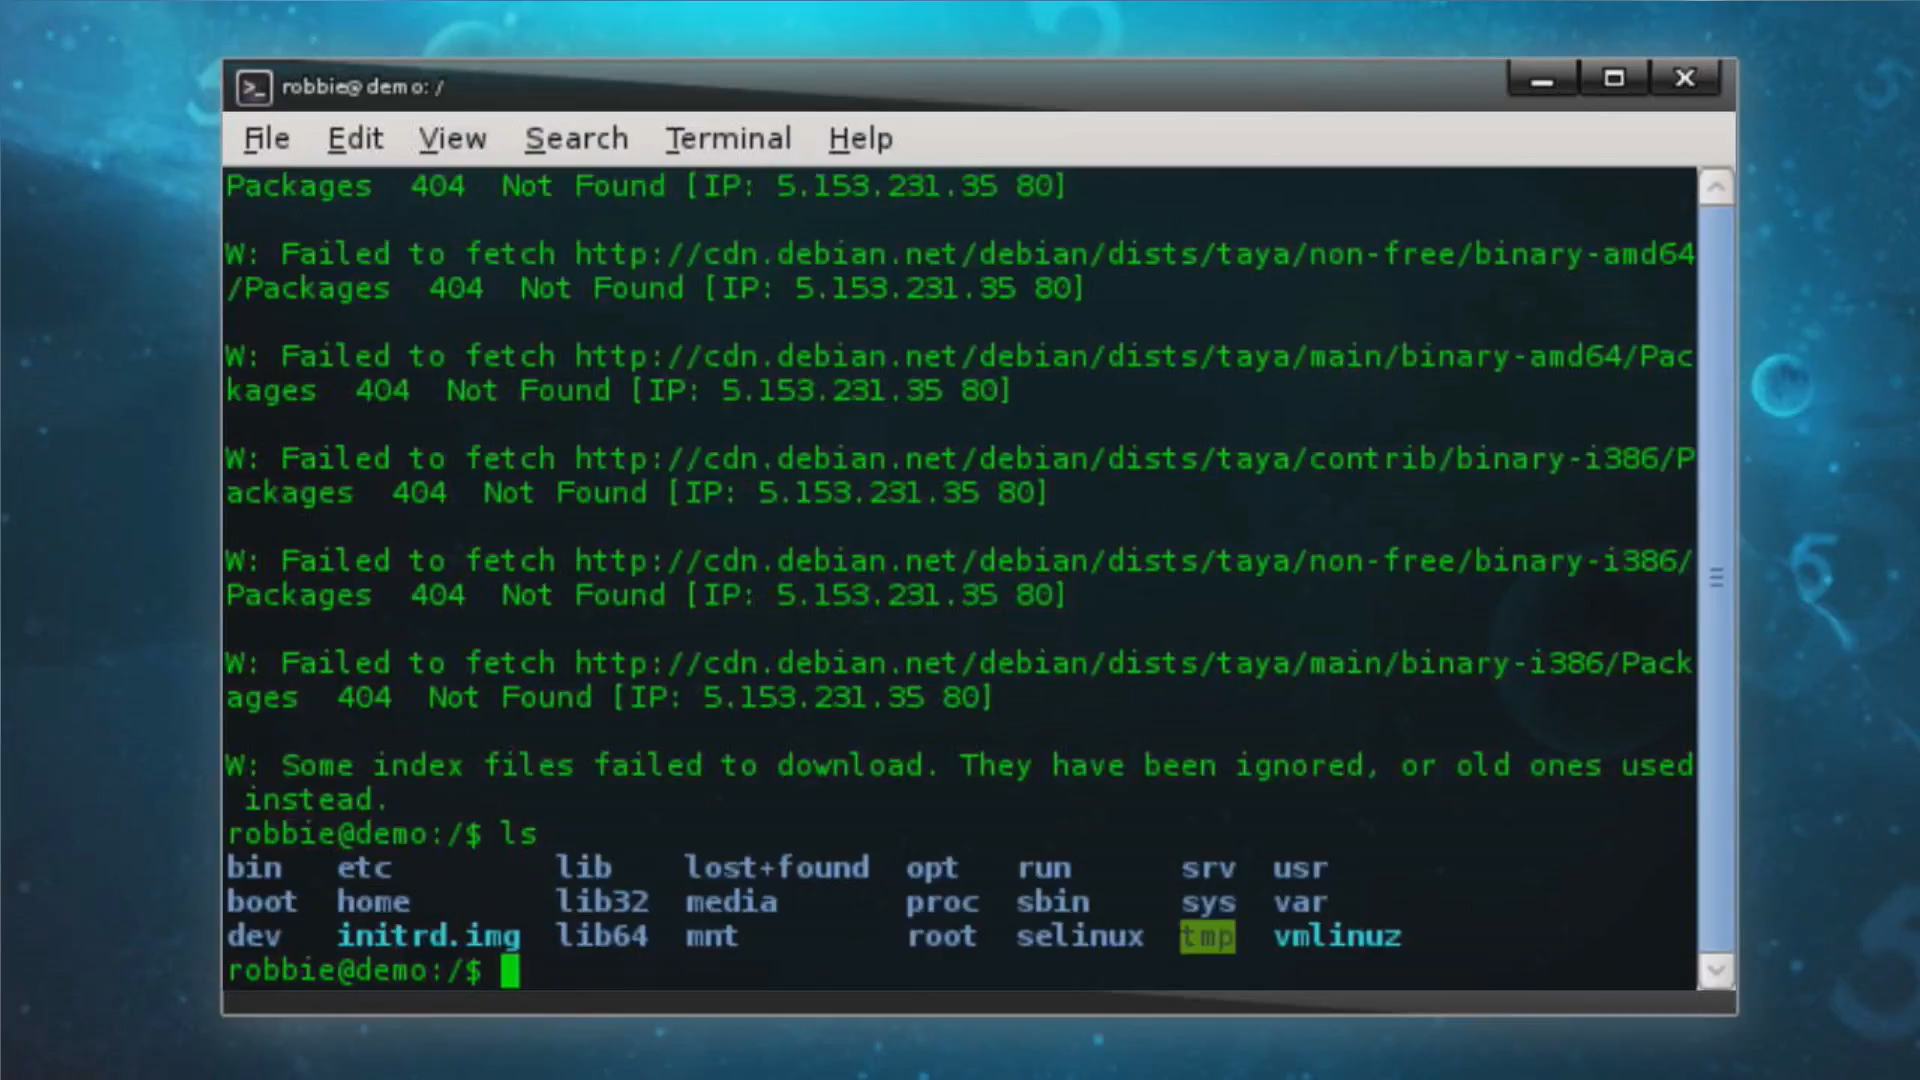 robbie@demo: /
File Edit View Search Terminal Help
Packages  404  Not Found [IP: 5.153.231.35 80]
W: Failed to fetch http://cdn.debian.net/debian/dists/taya/non-free/binary-amd64
/Packages  404  Not Found [IP: 5.153.231.35 80]
W: Failed to fetch http://cdn.debian.net/debian/dists/taya/main/binary-amd64/Pac
kages  404  Not Found [IP: 5.153.231.35 80]
W: Failed to fetch http://cdn.debian.net/debian/dists/taya/contrib/binary-i386/P
ackages  404  Not Found [IP: 5.153.231.35 80]
W: Failed to fetch http://cdn.debian.net/debian/dists/taya/non-free/binary-i386/
Packages  404  Not Found [IP: 5.153.231.35 80]
W: Failed to fetch http://cdn.debian.net/debian/dists/taya/main/binary-i386/Pack
ages  404  Not Found [IP: 5.153.231.35 80]
W: Some index files failed to download. They have been ignored, or old ones used
instead.
robbie@demo:/$ ls
bin etc lib lost+found opt run srv usr
boot home lib32 media proc sbin sys var
dev initrd.img lib64 mnt root selinux tmp vmlinuz
robbie@demo:/$